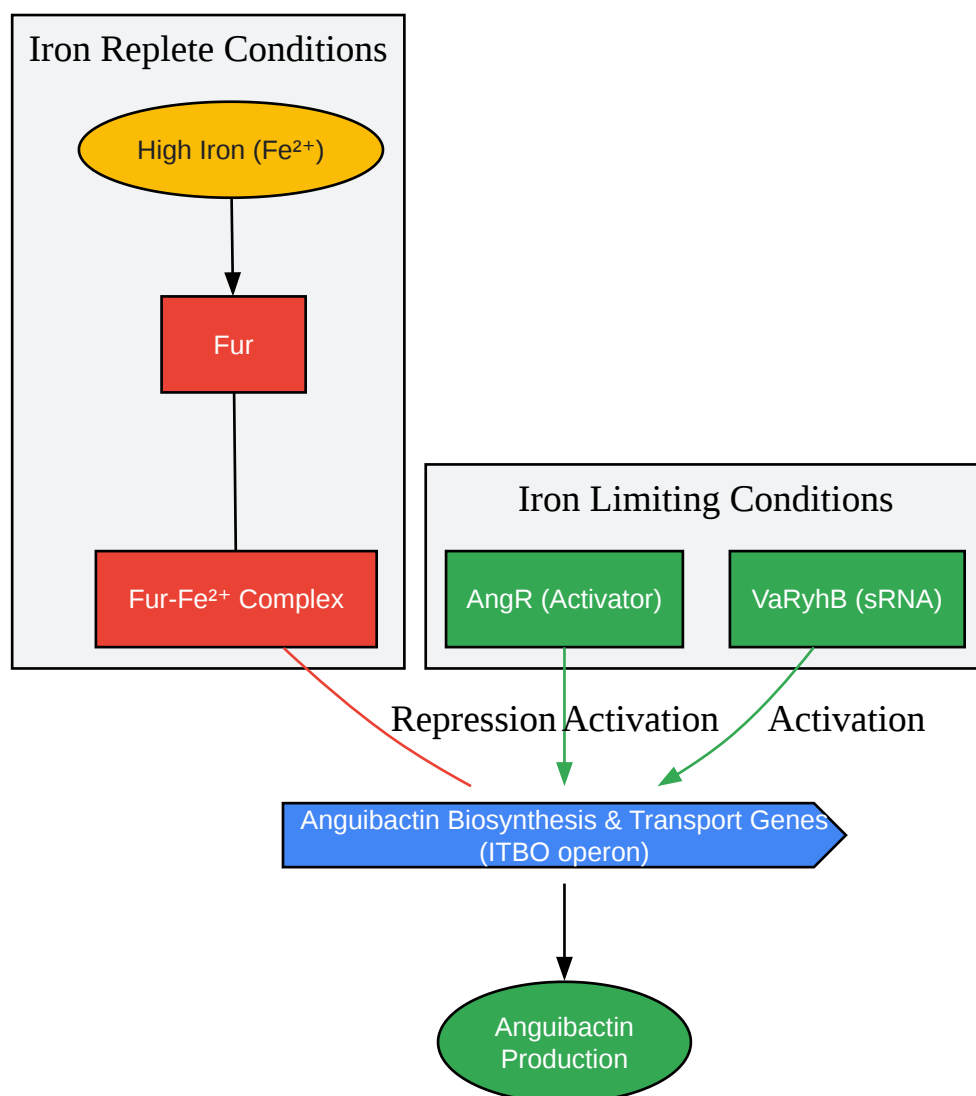 Iron Replete Conditions
High Iron (Fe²⁺)
Fur
Fur-Fe²⁺ Complex
Iron Limiting Conditions
AngR (Activator)
VaRyhB (sRNA)
Repression
Activation
Activation
Anguibactin Biosynthesis & Transport Genes
(ITBO operon)
Anguibactin
Production